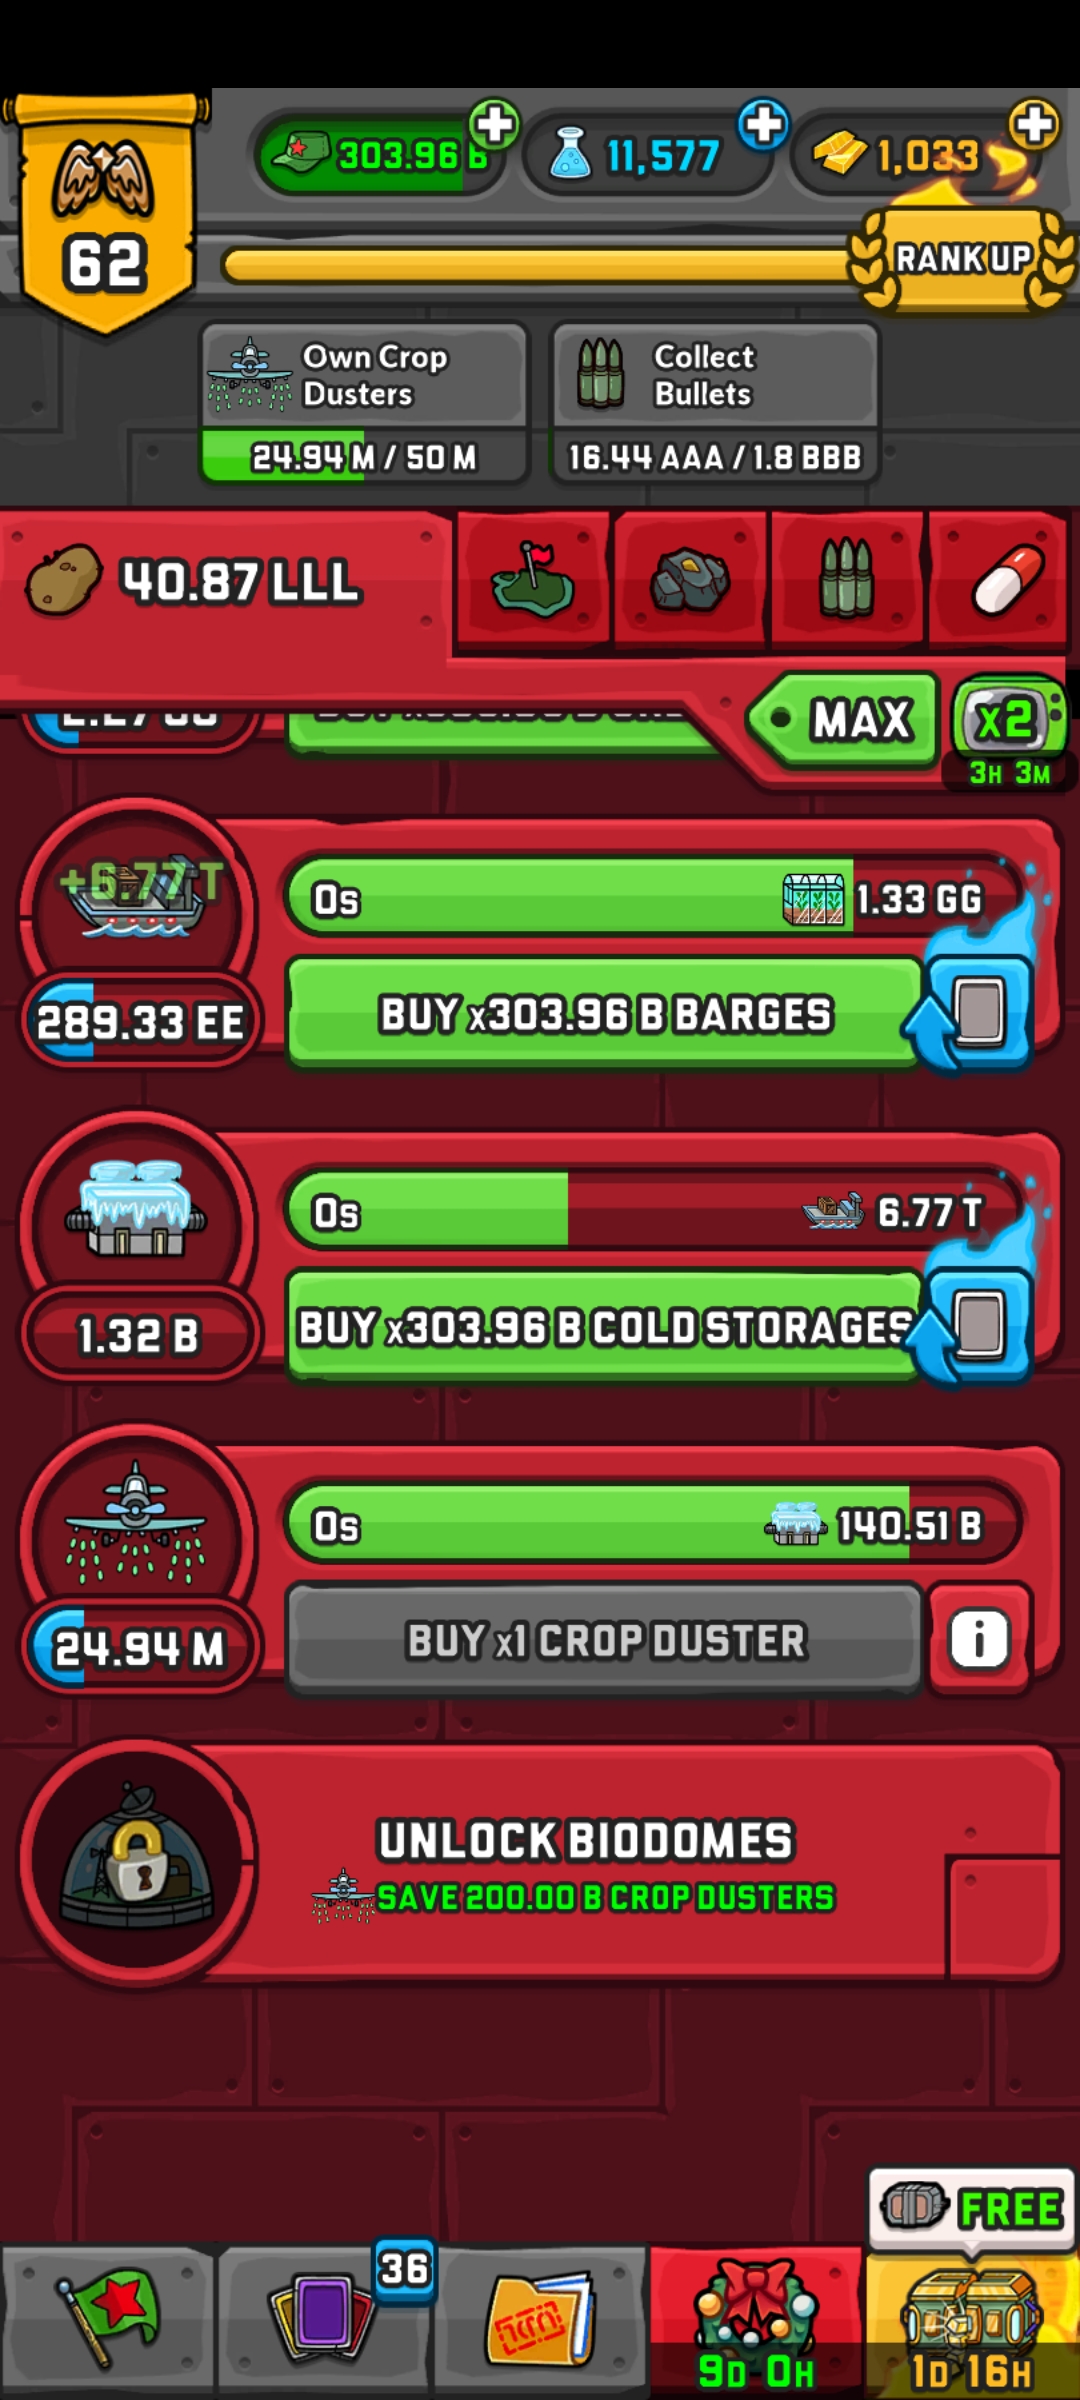 303.96 B
11,577
1,033
62
RANK UP
Own Crop
Dusters
24.94 M / 50 M
Collect
Bullets
16.44 AAA / 1.8 BBB
40.87 LLL
MAX
x2
3H 3M
+6.77 T
0s
1.33 GG
289.33 EE
BUY x303.96 B BARGES
0s
6.77 T
1.32 B
BUY x303.96 B COLD STORAGES
0s
140.51 B
24.94 M
BUY x1 CROP DUSTER
i
UNLOCK BIODOMES
SAVE 200.00 B CROP DUSTERS
FREE
36
9D 0H
1D 16H